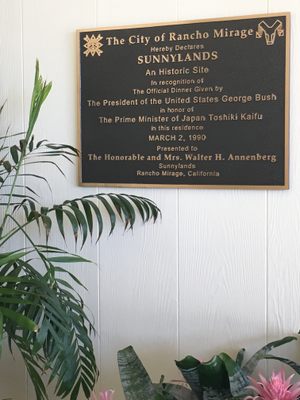 The City of Rancho Mirage
Hereby Declares
SUNNYLANDS
An Historic Site
In recognition of
The Official Dinner Given by
The President of the United States George Bush
in honor of
The Prime Minister of Japan Toshiki Kaifu
in this residence
MARCH 2, 1990
Presented to
The Honorable and Mrs. Walter H. Annenberg
Sunnylands
Rancho Mirage, California